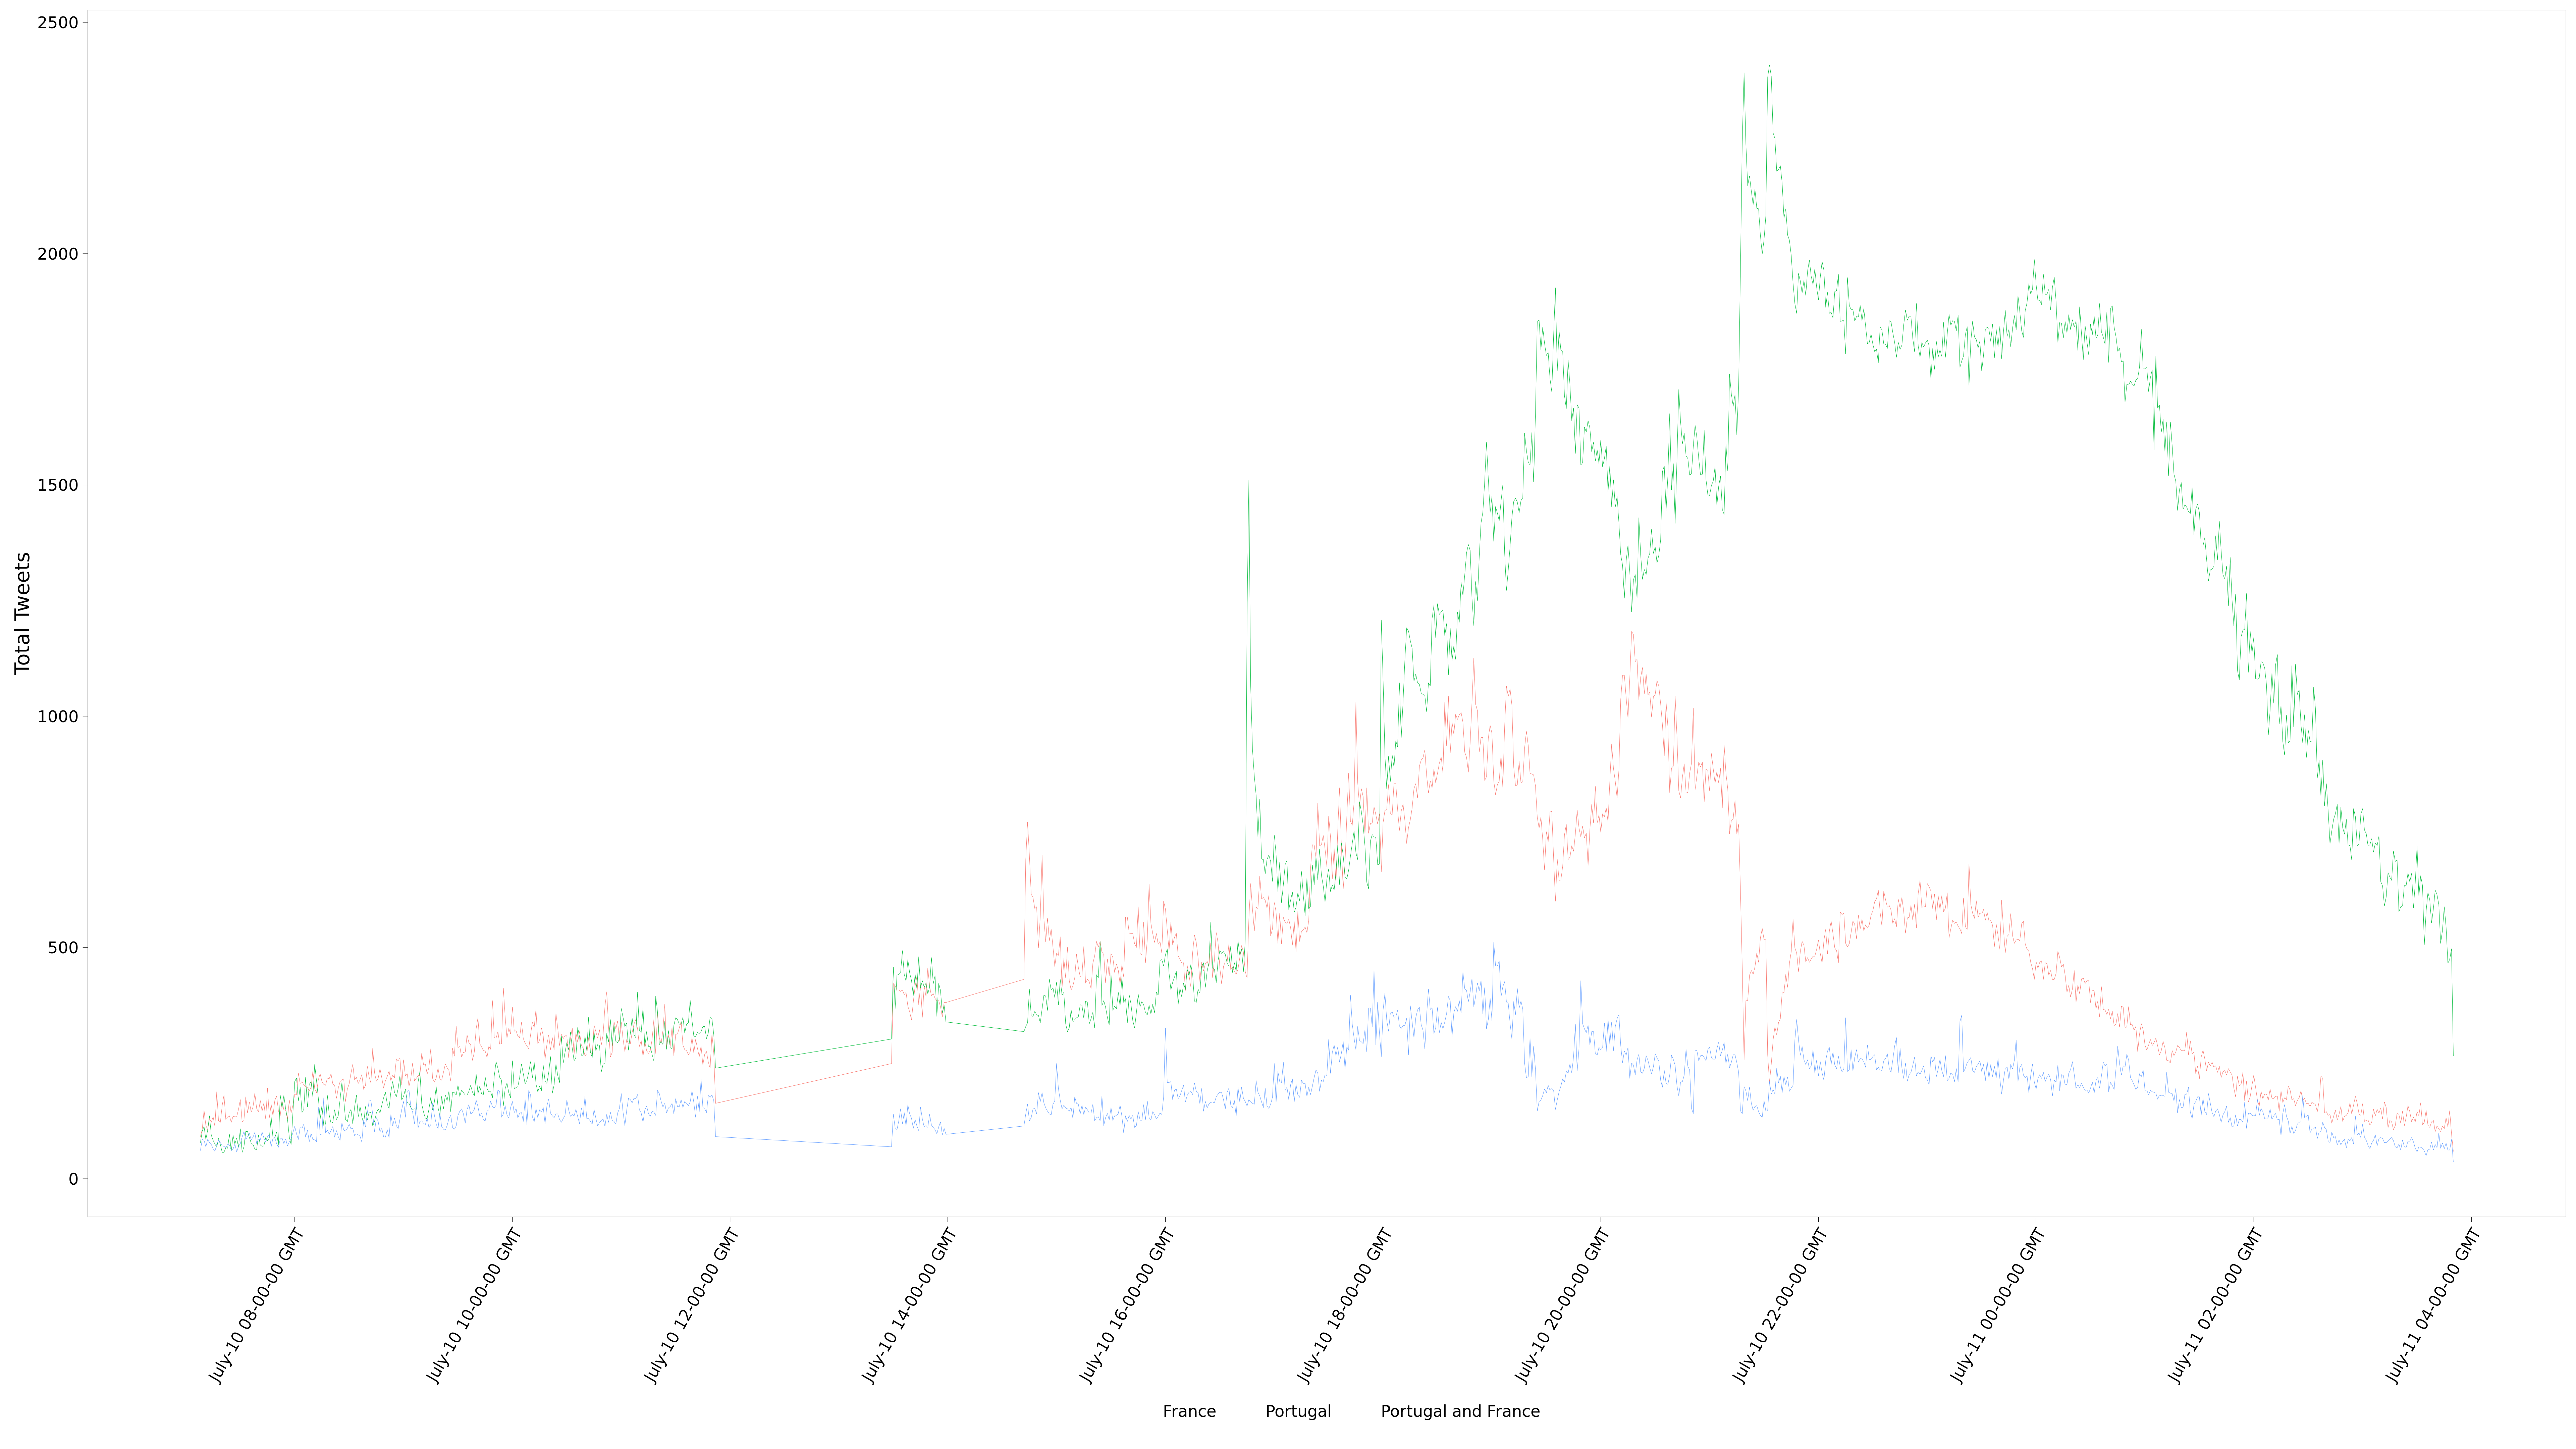 2500
2000
1500
1000
500
0
Total Tweets
July-10 08-00-00 GMT
July-10 10-00-00 GMT
July-10 12-00-00 GMT
July-10 14-00-00 GMT
July-10 16-00-00 GMT
July-10 18-00-00 GMT
July-10 20-00-00 GMT
July-10 22-00-00 GMT
July-11 00-00-00 GMT
July-11 02-00-00 GMT
July-11 04-00-00 GMT
France Portugal Portugal and France